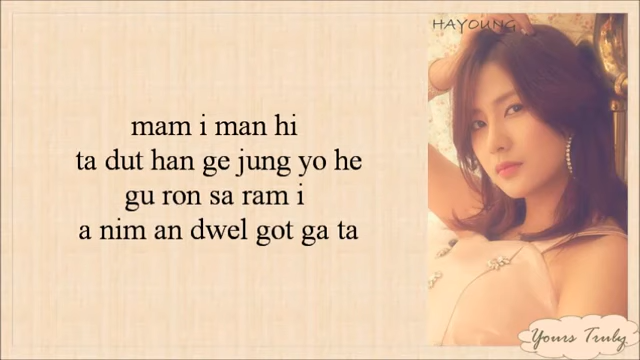 HAYOUNG
mam i man hi
ta dut han ge jung yo he
gu ron sa ram i
a nim an dwel got ga ta
Yours Truly